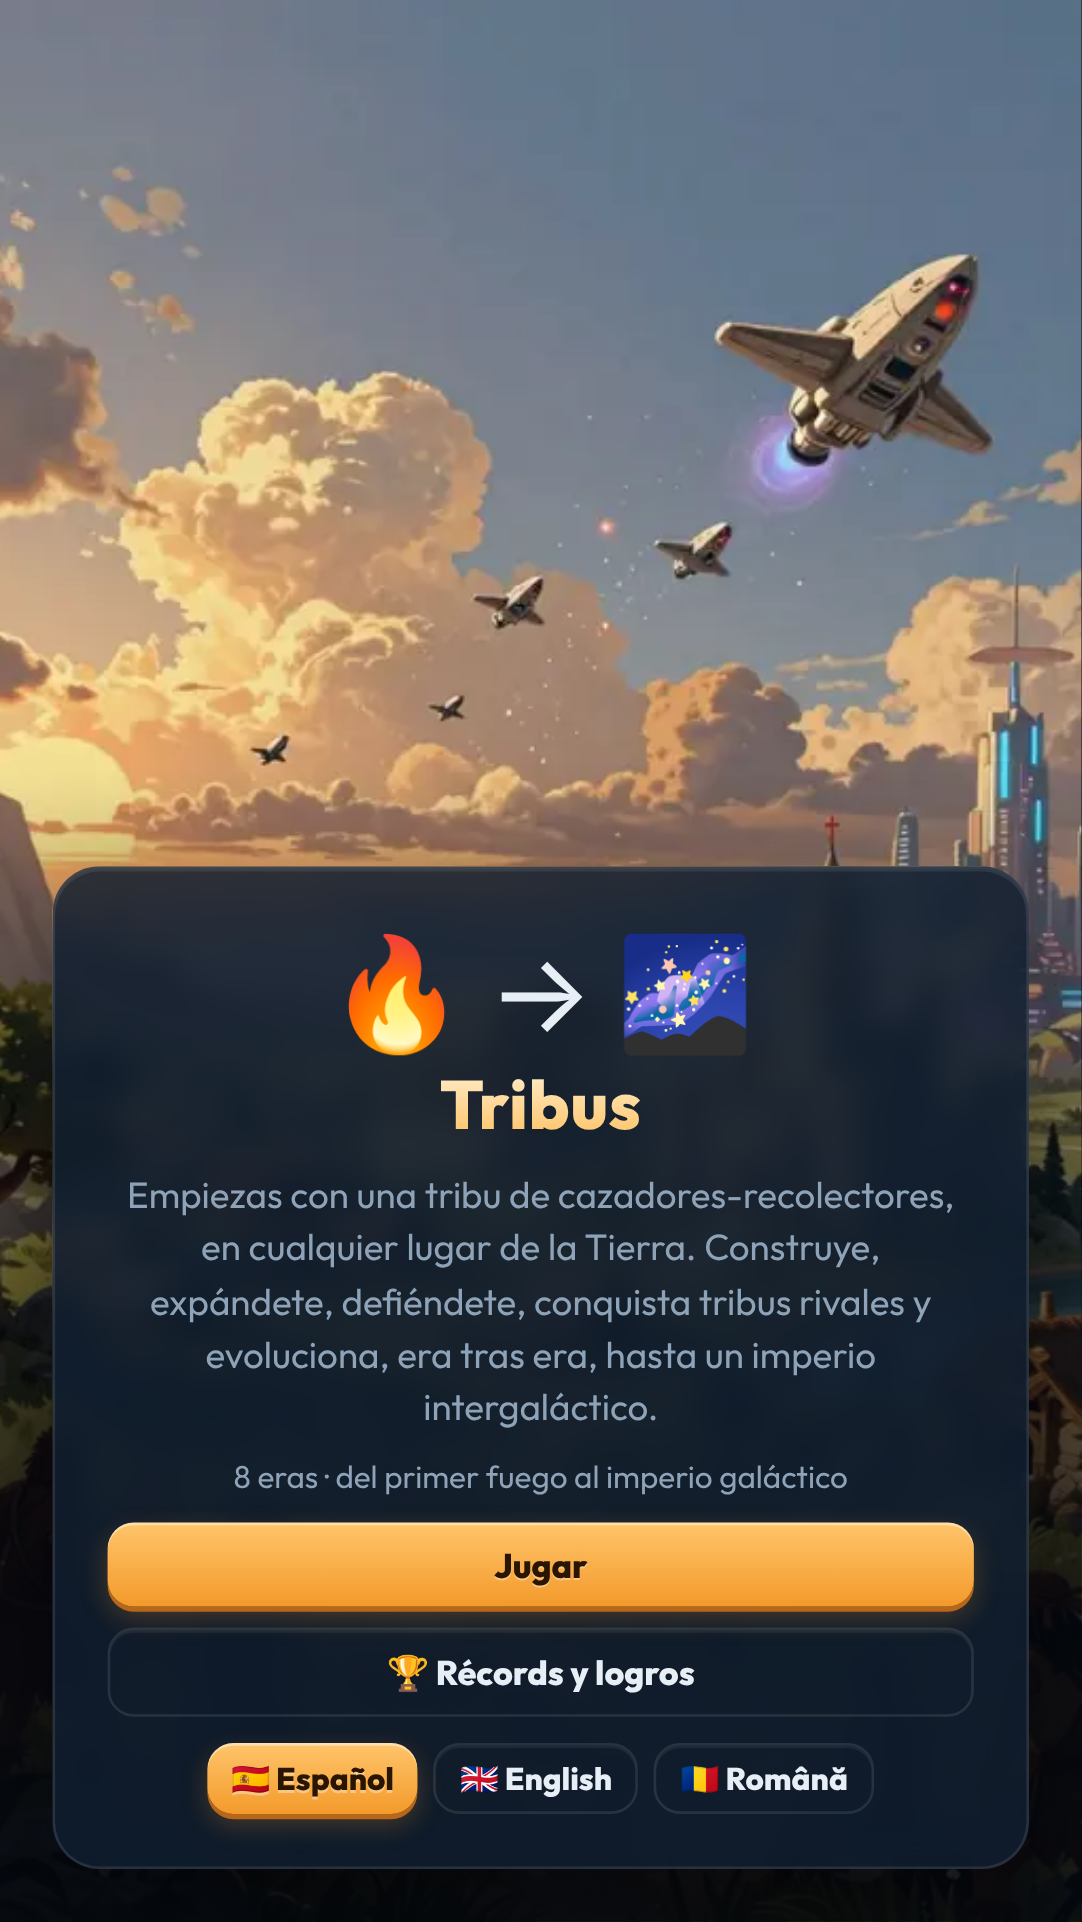 Tribus
Empiezas con una tribu de cazadores-recolectores,
en cualquier lugar de la Tierra. Construye,
expándete, defiéndete, conquista tribus rivales y
evoluciona, era tras era, hasta un imperio
intergaláctico.
8 eras · del primer fuego al imperio galáctico
Jugar
🏆 Récords y logros
🇪🇸 Español 🇬🇧 English 🇷🇴 Română